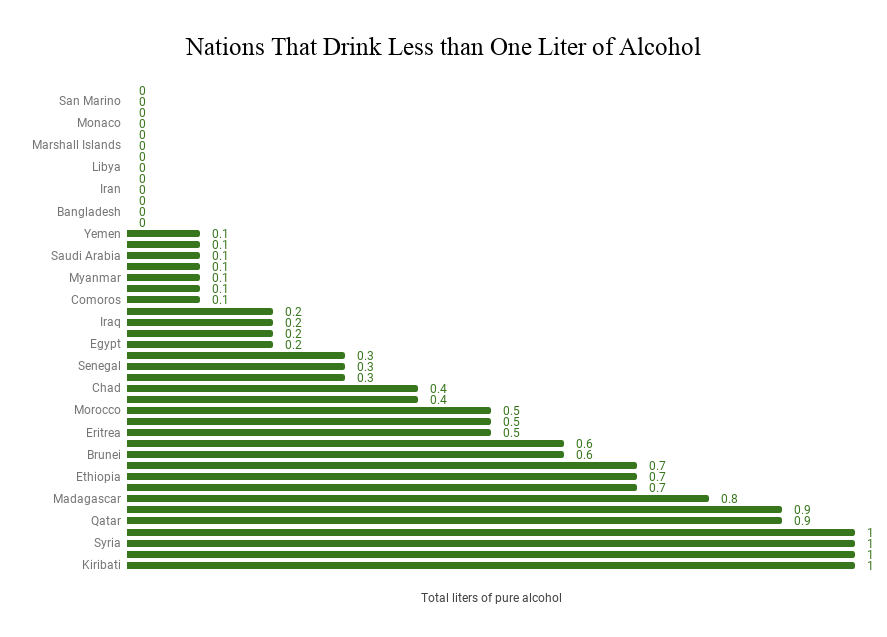 Nations That Drink Less than One Liter of Alcohol
0
San Marino 0
0
Monaco 0
0
Marshall Islands 0
0
Libya 0
0
Iran 0
0
Bangladesh 0
0
Yemen 0.1
0.1
Saudi Arabia 0.1
0.1
Myanmar 0.1
0.1
Comoros 0.1
0.2
Iraq 0.2
0.2
Egypt 0.2
0.3
Senegal 0.3
0.3
Chad 0.4
0.4
Morocco 0.5
0.5
Eritrea 0.5
0.6
Brunei 0.6
0.7
Ethiopia 0.7
0.7
Madagascar 0.8
0.9
Qatar 0.9
1
Syria 1
1
Kiribati 1
Total liters of pure alcohol